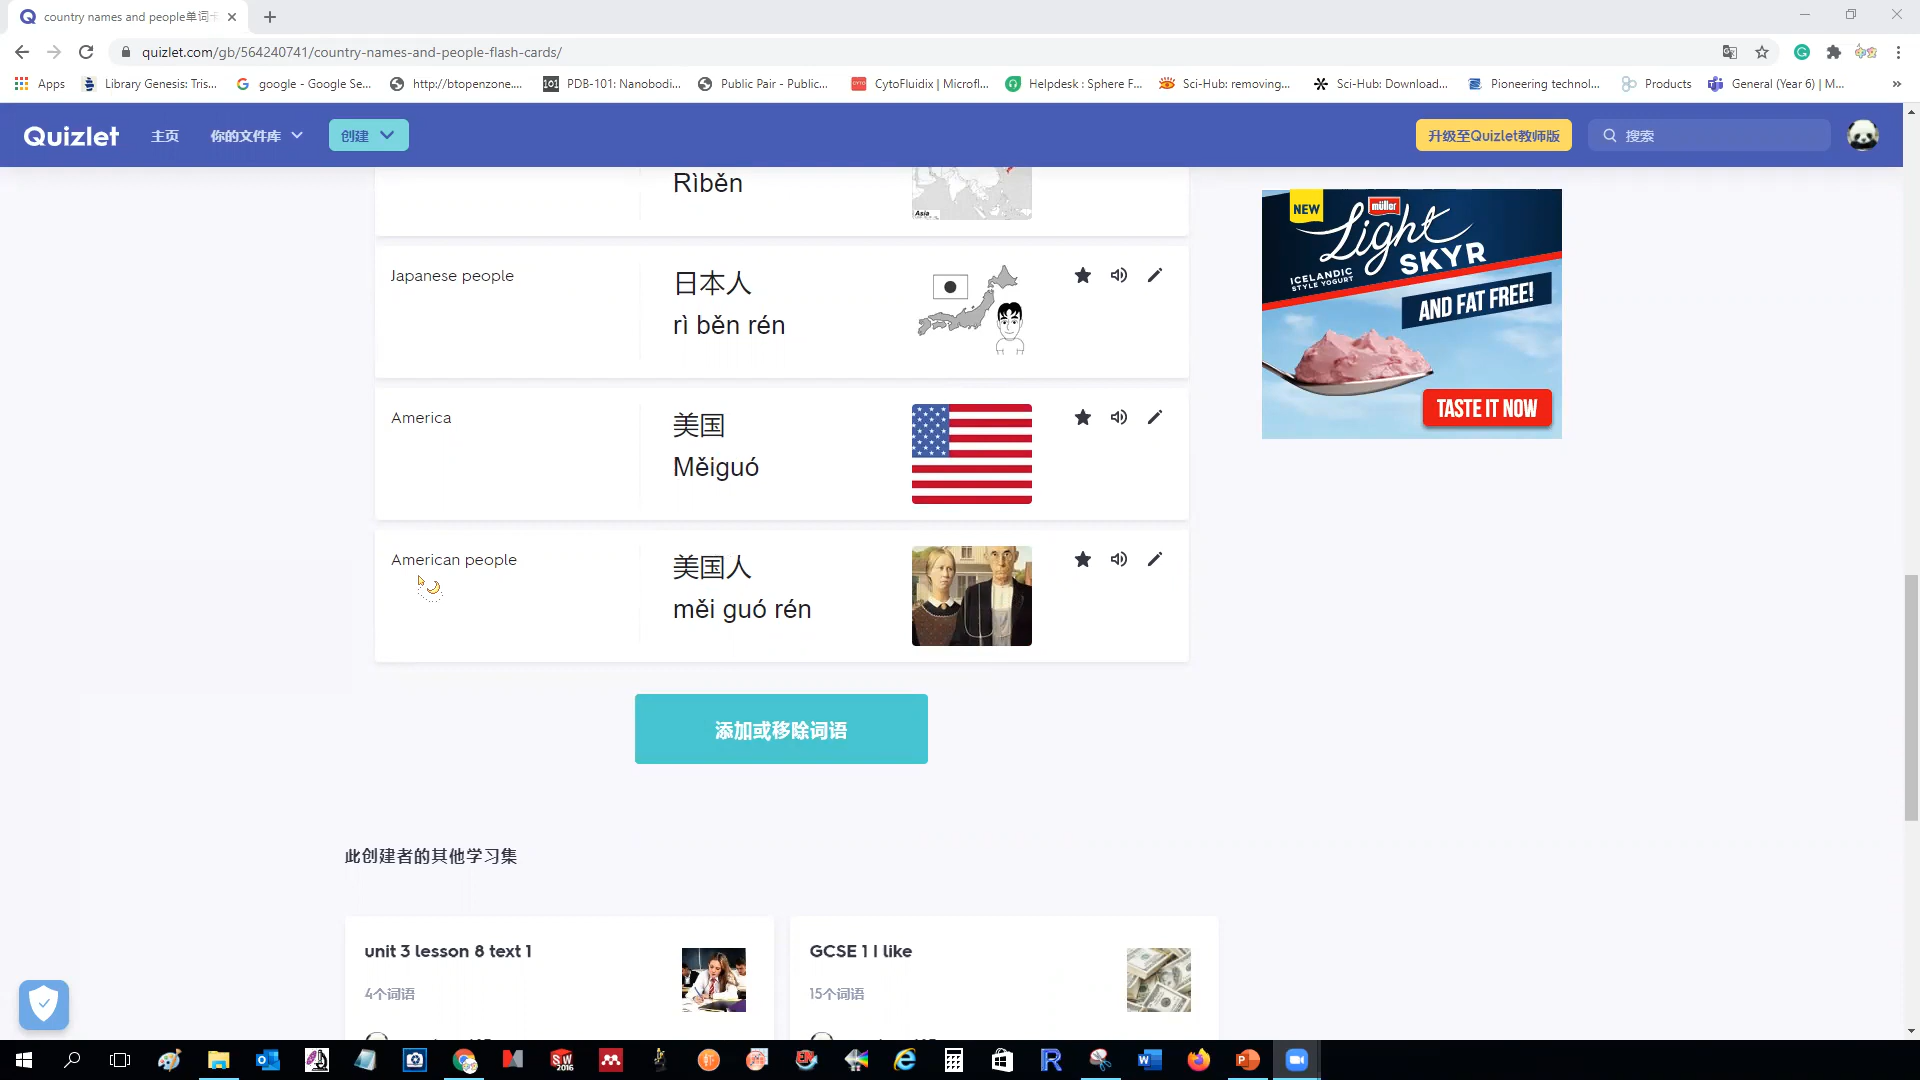 country names and people单词卡
quizlet.com/gb/564240741/country-names-and-people-flash-cards/
Apps
Library Genesis: Tris...
google - Google Se...
http://btopenzone....
PDB-101: Nanobodi...
Public Pair - Public...
CytoFluidix | Microfl...
Helpdesk : Sphere F...
Sci-Hub: removing...
Sci-Hub: Download...
Pioneering technol...
Products
General (Year 6) | M...
Quizlet
主页
你的文件库
创建
升级至Quizlet教师版
搜索
Rìběn
Asia
Japanese people
日本人
rì běn rén
America
美国
Měiguó
American people
美国人
měi guó rén
NEW
müller
Light
SKYR
ICELANDIC
STYLE YOGURT
AND FAT FREE!
TASTE IT NOW
添加或移除词语
此创建者的其他学习集
unit 3 lesson 8 text 1
4个词语
GCSE 1 I like
15个词语